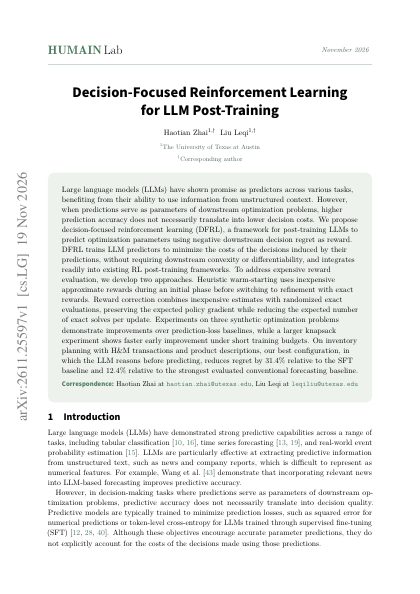 HUMAIN Lab
November 2026
Decision-Focused Reinforcement Learning
for LLM Post-Training
Haotian Zhai1,† Liu Leqi1,†
1The University of Texas at Austin
†Corresponding author
Large language models (LLMs) have shown promise as predictors across various tasks,
benefiting from their ability to use information from unstructured context. However,
when predictions serve as parameters of downstream optimization problems, higher
prediction accuracy does not necessarily translate into lower decision costs. We propose
decision-focused reinforcement learning (DFRL), a framework for post-training LLMs to
predict optimization parameters using negative downstream decision regret as reward.
DFRL trains LLM predictors to minimize the costs of the decisions induced by their
predictions, without requiring downstream convexity or differentiability, and integrates
readily into existing RL post-training frameworks. To address expensive reward
evaluation, we develop two approaches. Heuristic warm-starting uses inexpensive
approximate rewards during an initial phase before switching to refinement with exact
rewards. Reward correction combines inexpensive estimates with randomized exact
evaluations, preserving the expected policy gradient while reducing the expected number
of exact solves per update. Experiments on three synthetic optimization problems
demonstrate improvements over prediction-loss baselines, while a larger knapsack
experiment shows faster early improvement under short training budgets. On inventory
planning with H&M transactions and product descriptions, our best configuration, in
which the LLM reasons before predicting, reduces regret by 31.4% relative to the SFT
baseline and 12.4% relative to the strongest evaluated conventional forecasting baseline.
Correspondence: Haotian Zhai at haotian.zhai@utexas.edu, Liu Leqi at leqiliu@utexas.edu
arXiv:2611.25597v1 [cs.LG] 19 Nov 2026
1 Introduction
Large language models (LLMs) have demonstrated strong predictive capabilities across a range of
tasks, including tabular classification [10, 16], time series forecasting [13, 19], and real-world event
probability estimation [15]. LLMs are particularly effective at extracting predictive information
from unstructured text, such as news and company reports, which is difficult to represent as
numerical features. For example, Wang et al. [43] demonstrate that incorporating relevant news
into LLM-based forecasting improves predictive accuracy.
However, in decision-making tasks where predictions serve as parameters of downstream op-
timization problems, predictive accuracy does not necessarily translate into decision quality.
Predictive models are typically trained to minimize prediction losses, such as squared error for
numerical predictions or token-level cross-entropy for LLMs trained through supervised fine-tuning
(SFT) [12, 28, 40]. Although these objectives encourage accurate parameter predictions, they do
not explicitly account for the costs of the decisions made using those predictions.